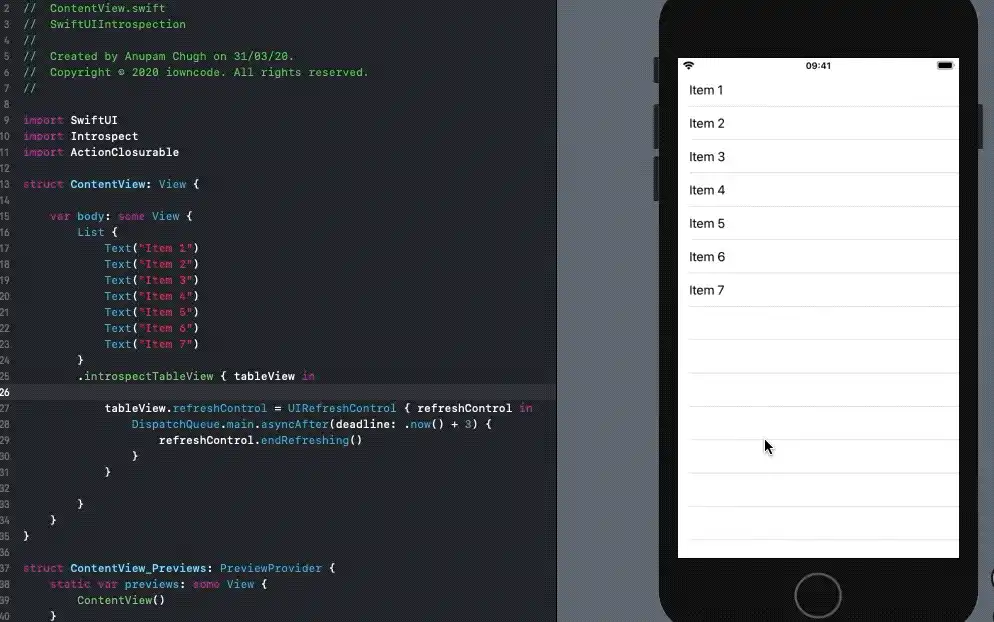 2 // ContentView.swift
3 // SwiftUIIntrospection
4 //
5 // Created by Anupam Chugh on 31/03/20.
6 // Copyright © 2020 iowncode. All rights reserved.
7 //
8
9 import SwiftUI
10 import Introspect
11 import ActionClosurable
12
13 struct ContentView: View {
14
15 var body: some View {
16 List {
17 Text("Item 1")
18 Text("Item 2")
19 Text("Item 3")
20 Text("Item 4")
21 Text("Item 5")
22 Text("Item 6")
23 Text("Item 7")
24 }
25 .introspectTableView { tableView in
26
27 tableView.refreshControl = UIRefreshControl { refreshControl in
28 DispatchQueue.main.asyncAfter(deadline: .now() + 3) {
29 refreshControl.endRefreshing()
30 }
31 }
32
33 }
34 }
35 }
36
37 struct ContentView_Previews: PreviewProvider {
38 static var previews: some View {
39 ContentView()
40 }
09:41
Item 1
Item 2
Item 3
Item 4
Item 5
Item 6
Item 7